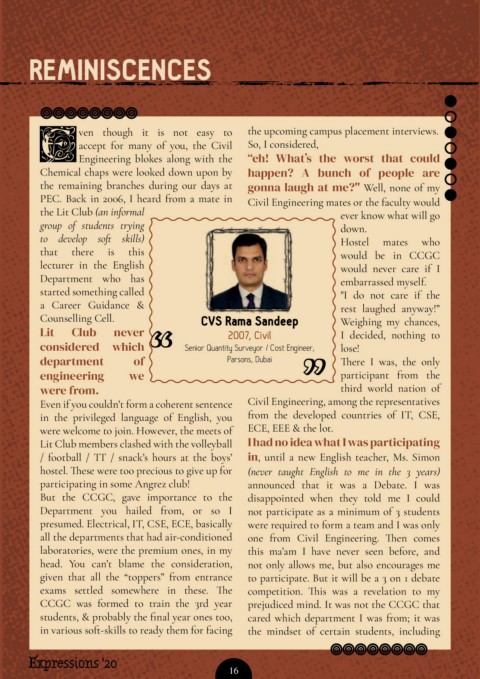 REMINISCENCES
Even though it is not easy to
accept for many of you, the Civil
Engineering blokes along with the
Chemical chaps were looked down upon by
the remaining branches during our days at
PEC. Back in 2006, I heard from a mate in
the Lit Club (an informal
group of students trying
to develop soft skills)
that there is this
lecturer in the English
Department who has
started something called
a Career Guidance &
Counselling Cell.
Lit Club never
considered which
department of
engineering we
were from.
Even if you couldn't form a coherent sentence
in the privileged language of English, you
were welcome to join. However, the meets of
Lit Club members clashed with the volleyball
/ football / TT / snack's hours at the boys'
hostel. These were too precious to give up for
participating in some Angrez club!
But the CCGC, gave importance to the
Department you hailed from, or so I
presumed. Electrical, IT, CSE, ECE, basically
all the departments that had air-conditioned
laboratories, were the premium ones, in my
head. You can't blame the consideration,
given that all the "toppers" from entrance
exams settled somewhere in these. The
CCGC was formed to train the 3rd year
students, & probably the final year ones too,
in various soft-skills to ready them for facing
CVS Rama Sandeep
2007, Civil
Senior Quantity Surveyor / Cost Engineer,
Parsons, Dubai
the upcoming campus placement interviews.
So, I considered,
"eh! What's the worst that could
happen? A bunch of people are
gonna laugh at me?" Well, none of my
Civil Engineering mates or the faculty would
ever know what will go
down.
Hostel mates who
would be in CCGC
would never care if I
embarrassed myself.
"I do not care if the
rest laughed anyway!"
Weighing my chances,
I decided, nothing to
lose!
There I was, the only
participant from the
third world nation of
Civil Engineering, among the representatives
from the developed countries of IT, CSE,
ECE, EEE & the lot.
I had no idea what I was participating
in, until a new English teacher, Ms. Simon
(never taught English to me in the 3 years)
announced that it was a Debate. I was
disappointed when they told me I could
not participate as a minimum of 3 students
were required to form a team and I was only
one from Civil Engineering. Then comes
this ma'am I have never seen before, and
not only allows me, but also encourages me
to participate. But it will be a 3 on 1 debate
competition. This was a revelation to my
prejudiced mind. It was not the CCGC that
cared which department I was from; it was
the mindset of certain students, including
Expressions '20
16